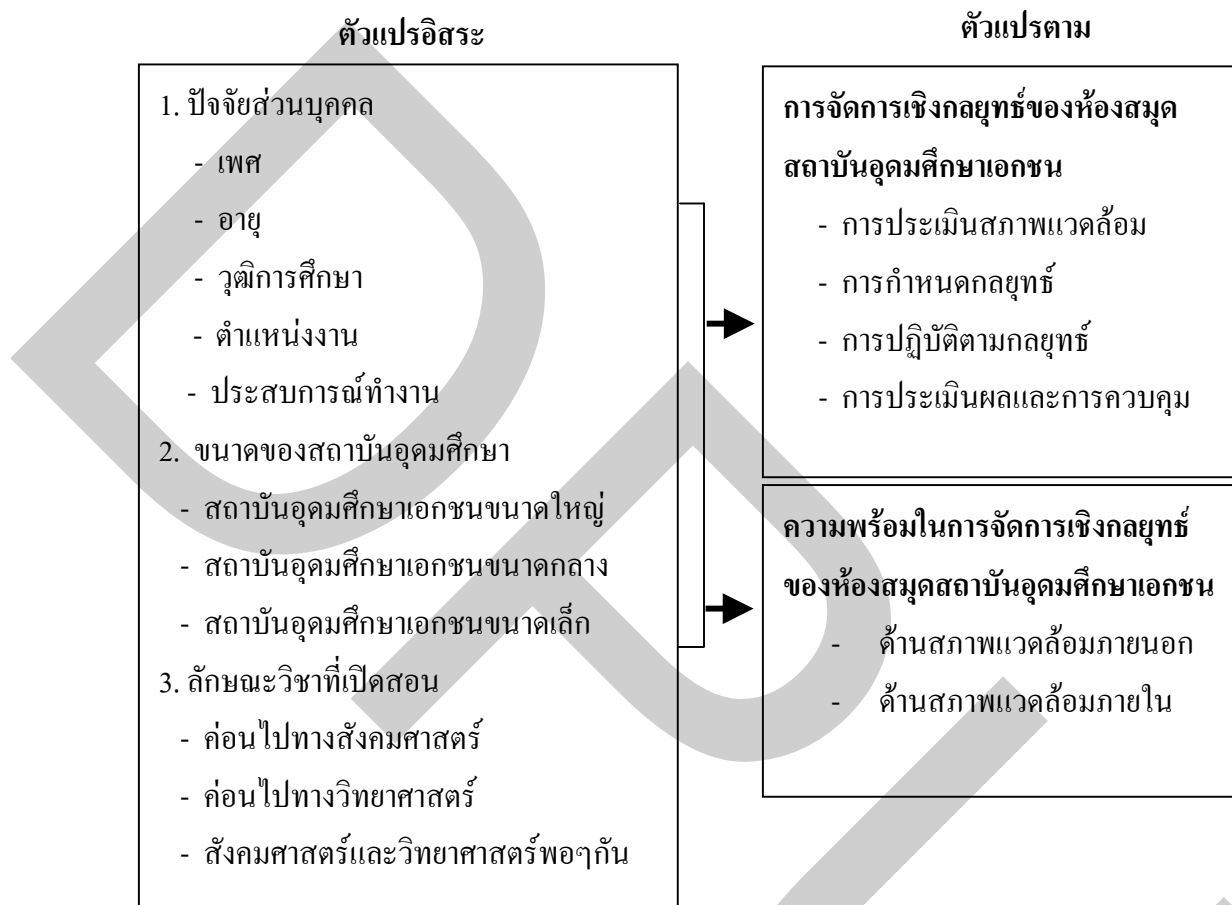 ตัวแปรอิสระ
1. ปัจจัยส่วนบุคคล
- เพศ
- อายุ
- วุฒิการศึกษา
- ตำแหน่งงาน
- ประสบการณ์ทำงาน
2. ขนาดของสถาบันอุดมศึกษา
- สถาบันอุดมศึกษาเอกชนขนาดใหญ่
- สถาบันอุดมศึกษาเอกชนขนาดกลาง
- สถาบันอุดมศึกษาเอกชนขนาดเล็ก
3. ลักษณะวิชาที่เปิดสอน
- ค่อนไปทางสังคมศาสตร์
- ค่อนไปทางวิทยาศาสตร์
- สังคมศาสตร์และวิทยาศาสตร์พอๆกัน
ตัวแปรตาม
การจัดการเชิงกลยุทธ์ของห้องสมุด
สถาบันอุดมศึกษาเอกชน
- การประเมินสภาพแวดล้อม
- การกำหนดกลยุทธ์
- การปฏิบัติตามกลยุทธ์
- การประเมินผลและการควบคุม
ความพร้อมในการจัดการเชิงกลยุทธ์
ของห้องสมุดสถาบันอุดมศึกษาเอกชน
- ด้านสภาพแวดล้อมภายนอก
- ด้านสภาพแวดล้อมภายใน